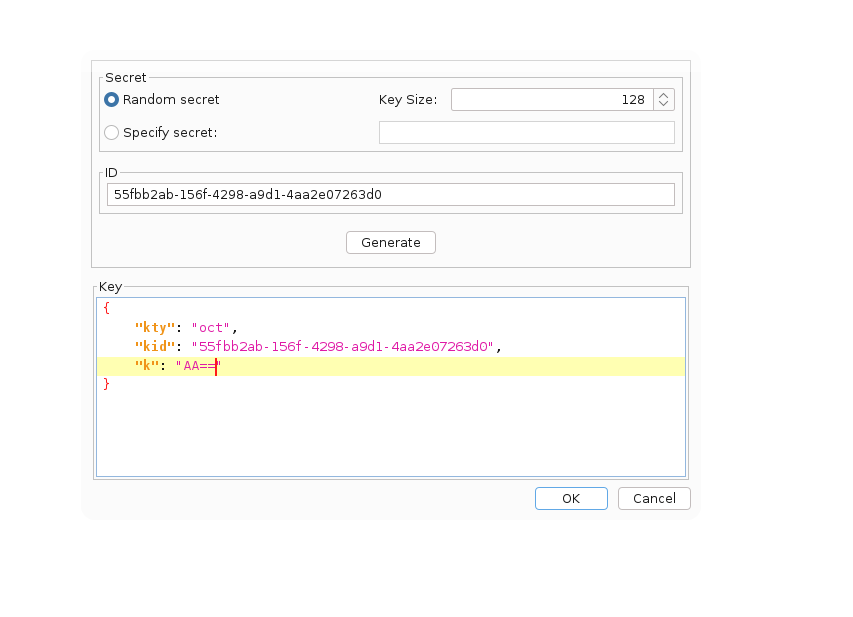 Secret
Random secret Key Size: 128
Specify secret:
ID
55fbb2ab-156f-4298-a9d1-4aa2e07263d0
Generate
Key
{
"kty": "oct",
"kid": "55fbb2ab-156f-4298-a9d1-4aa2e07263d0",
"k": "AA=="
}
OK Cancel